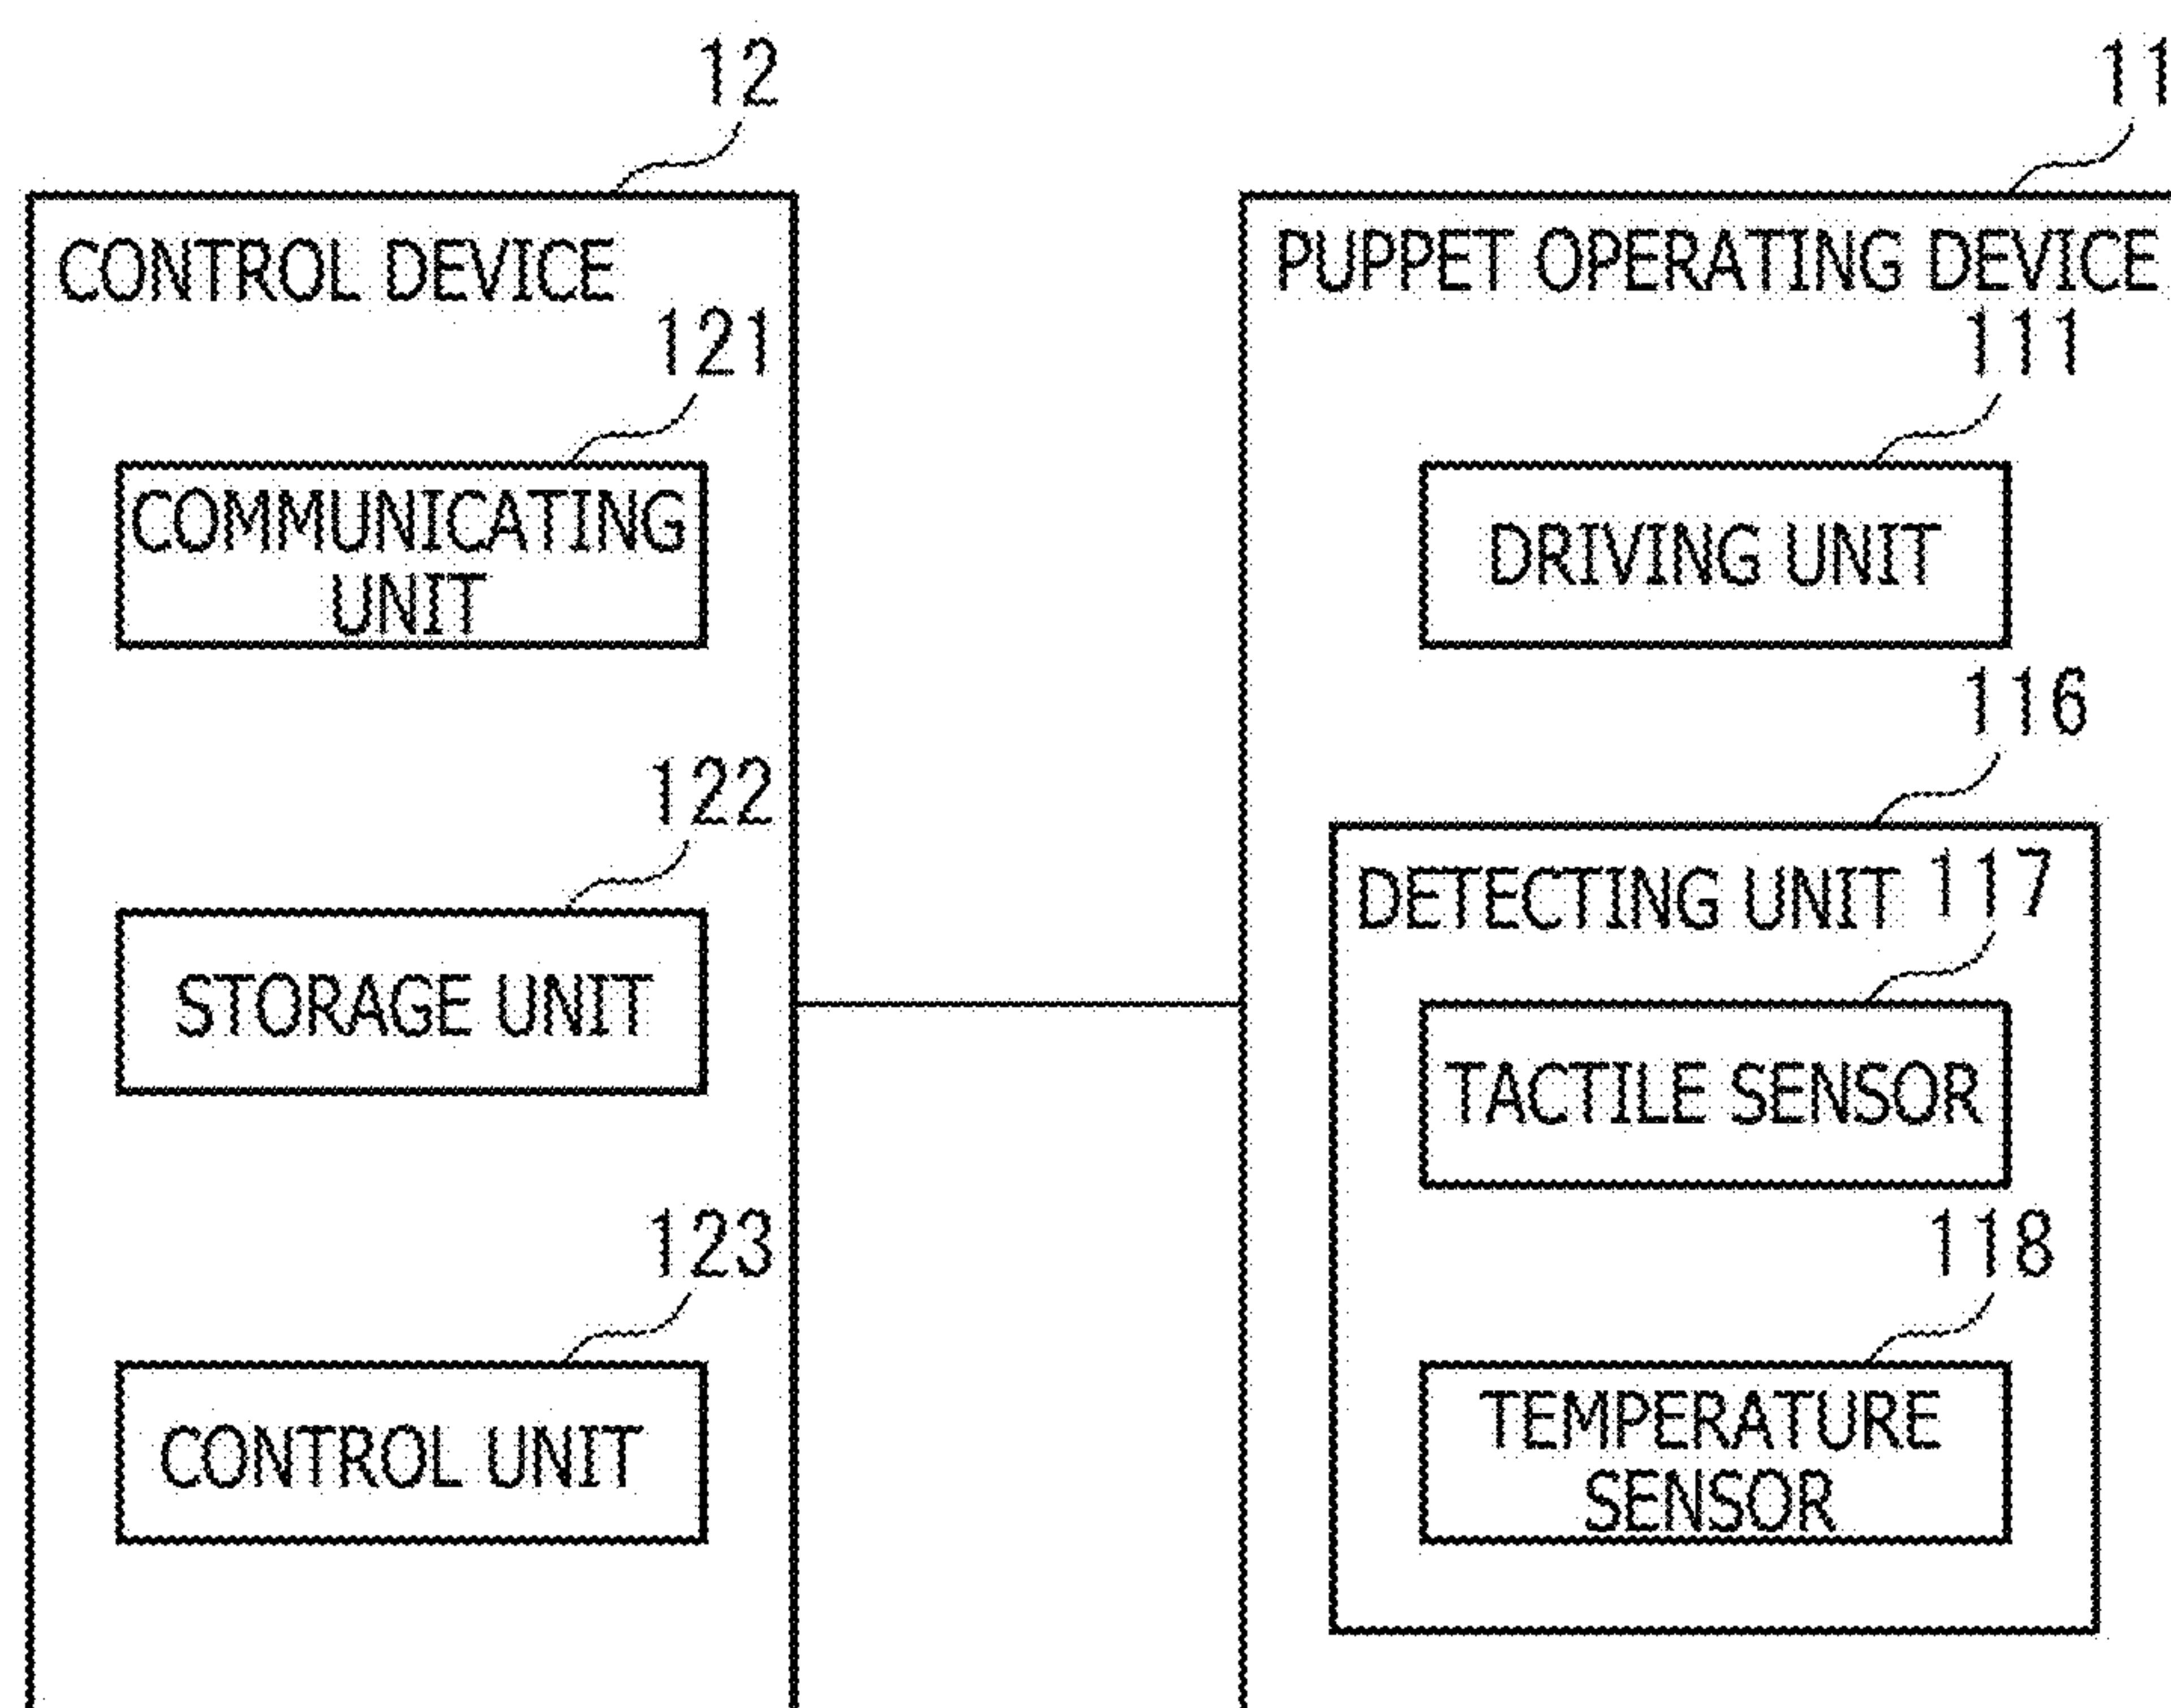 12
CONTROL DEVICE
121
COMMUNICATING
UNIT
122
STORAGE UNIT
123
CONTROL UNIT
11
PUPPET OPERATING DEVICE
111
DRIVING UNIT
116
DETECTING UNIT
117
TACTILE SENSOR
118
TEMPERATURE
SENSOR